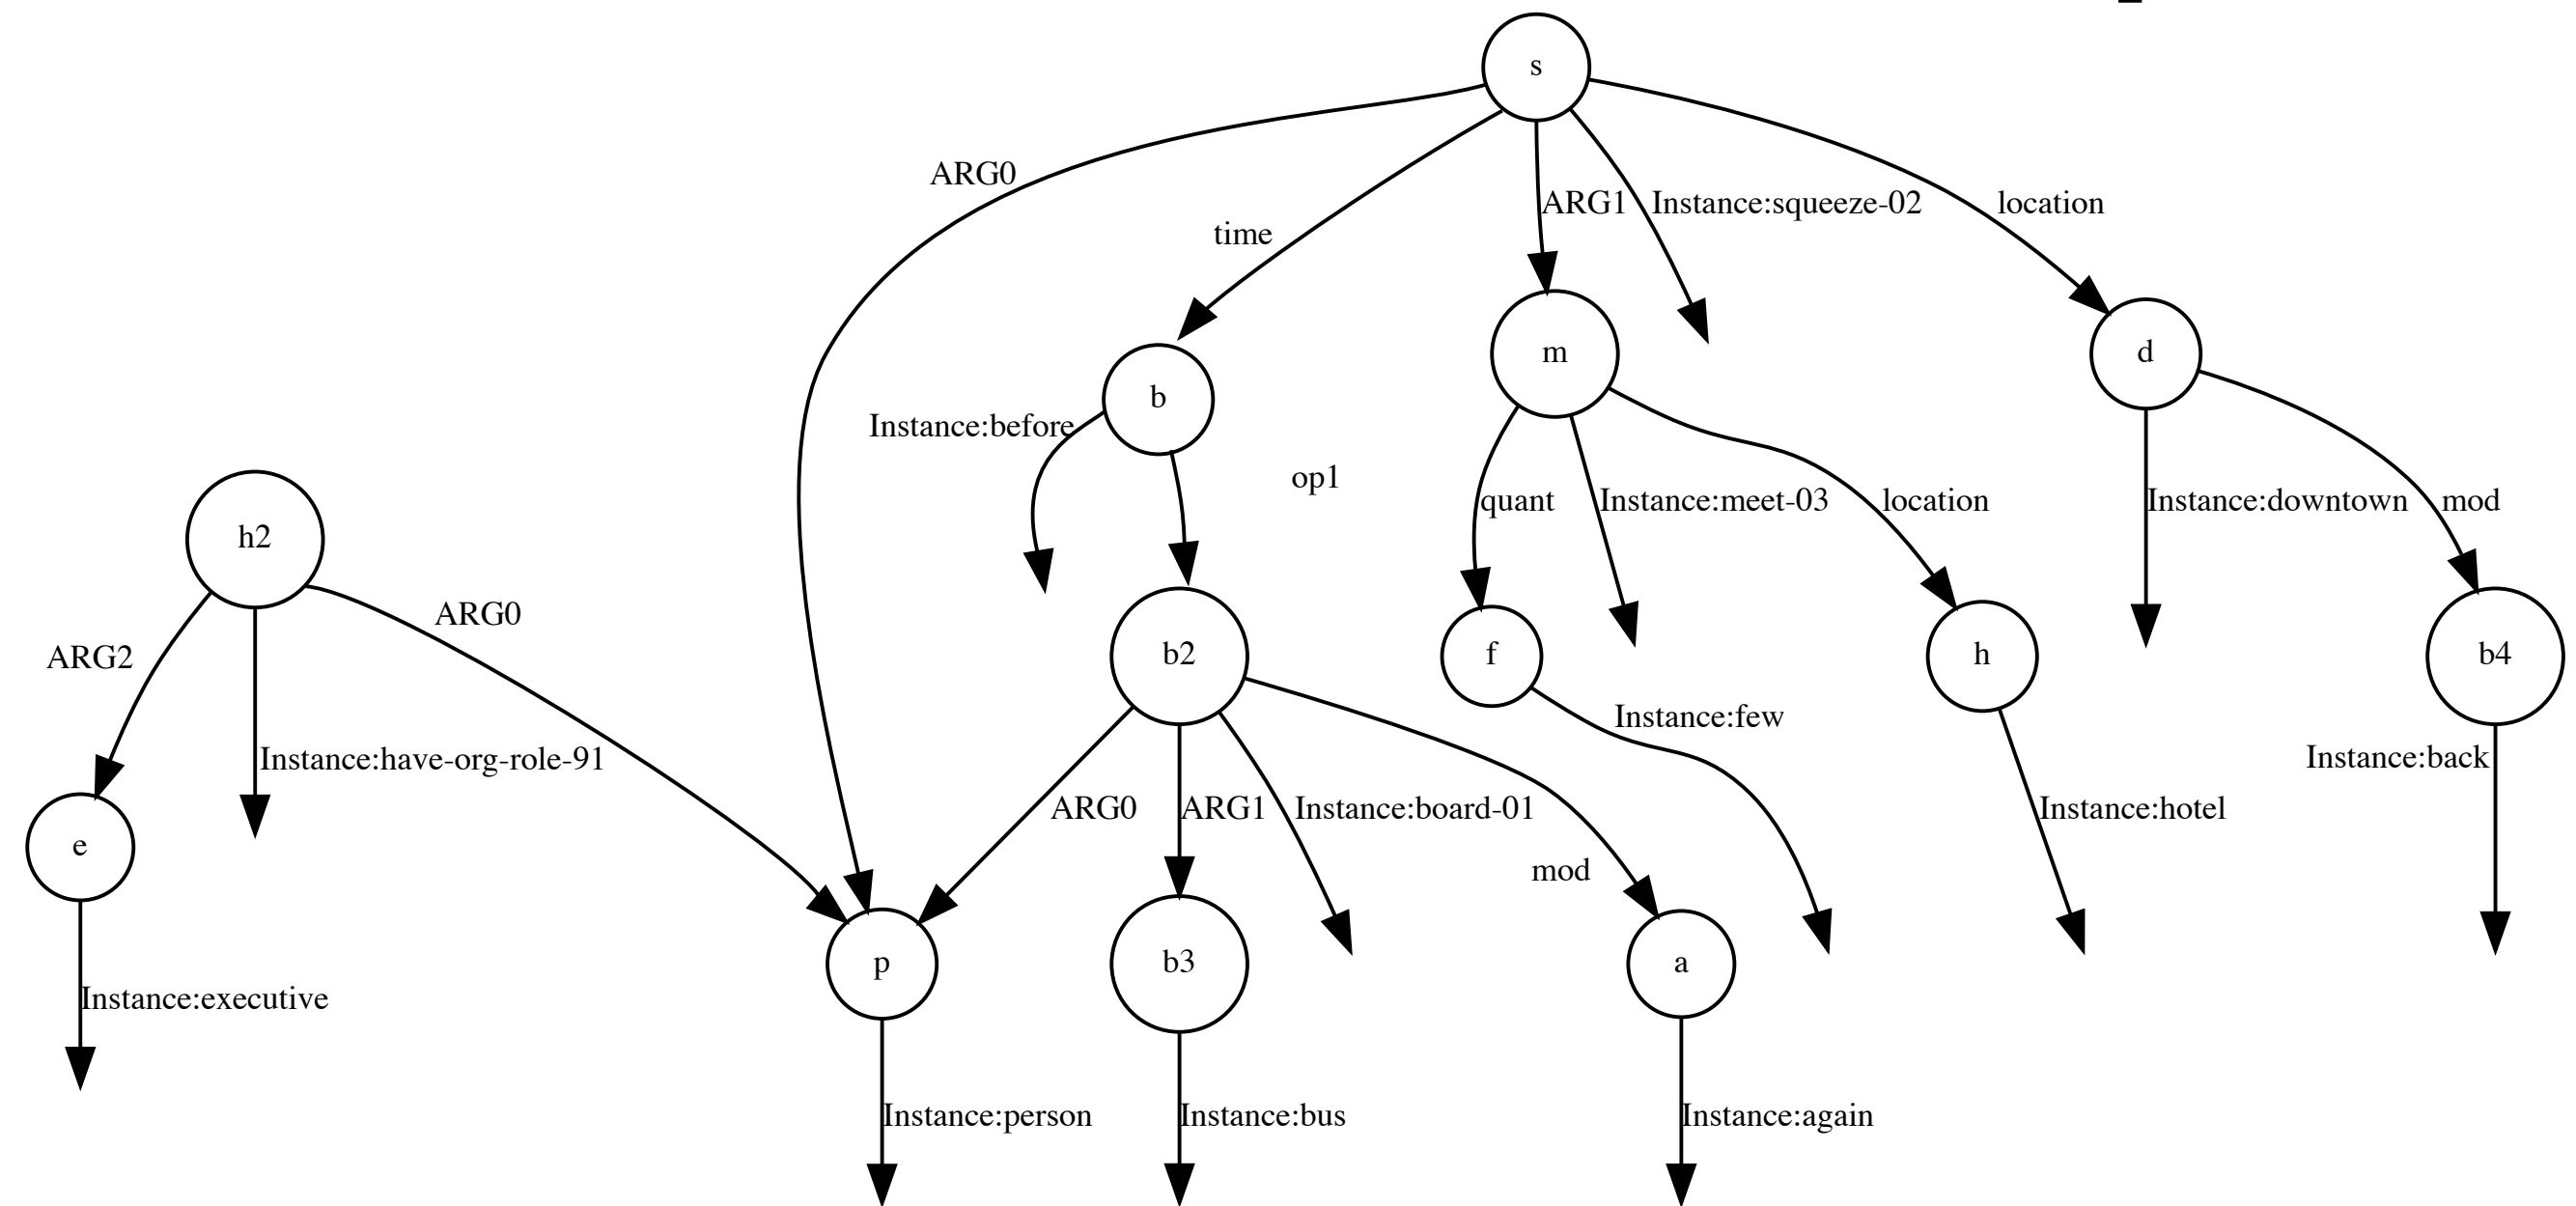 s
ARG0
ARG1
Instance:squeeze-02
location
time
m
d
b
Instance:before
op1
quant
Instance:meet-03
location
Instance:downtown
mod
h2
ARG0
ARG2
b2
f
h
b4
Instance:few
Instance:have-org-role-91
Instance:back
ARG0
ARG1
Instance:board-01
Instance:hotel
e
mod
p
b3
a
Instance:executive
Instance:person
Instance:bus
Instance:again